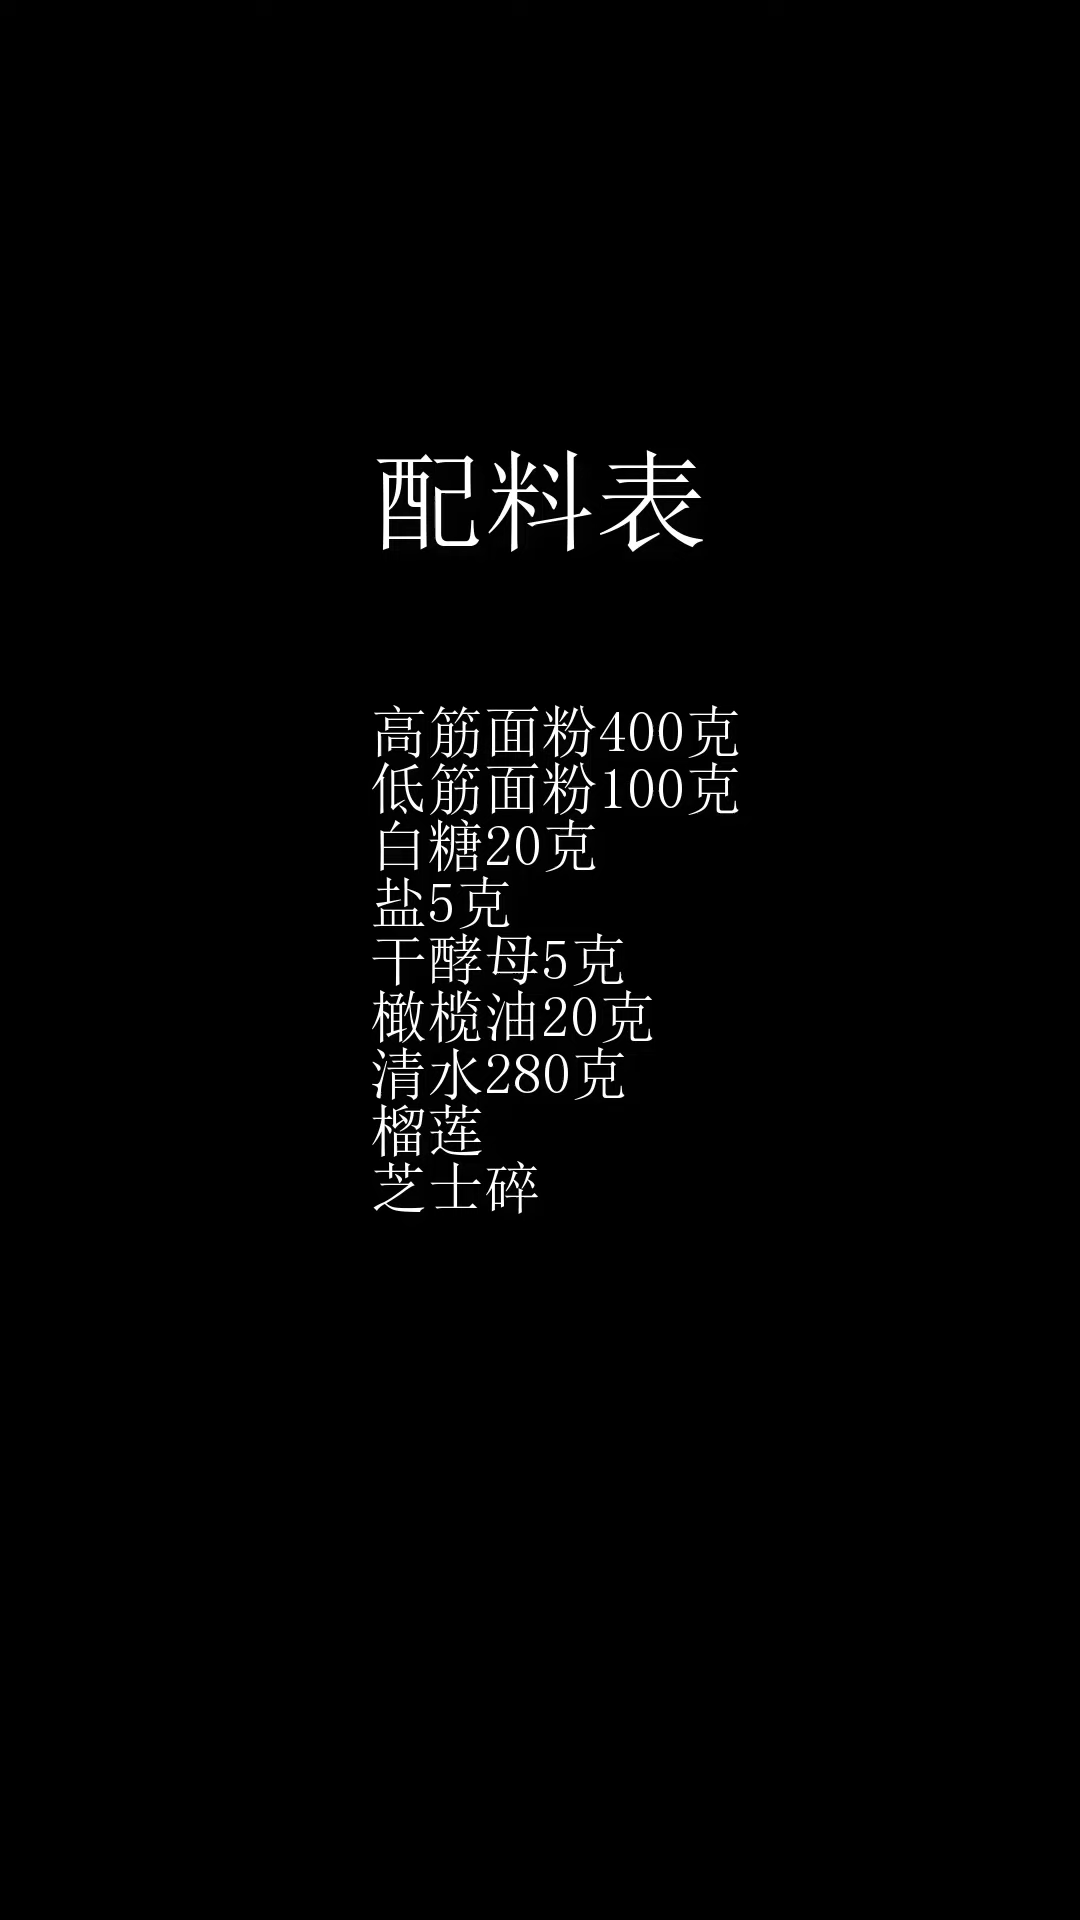 配料表
高筋面粉400克
低筋面粉100克
白糖20克
盐5克
干酵母5克
橄榄油20克
清水280克
榴莲
芝士碎